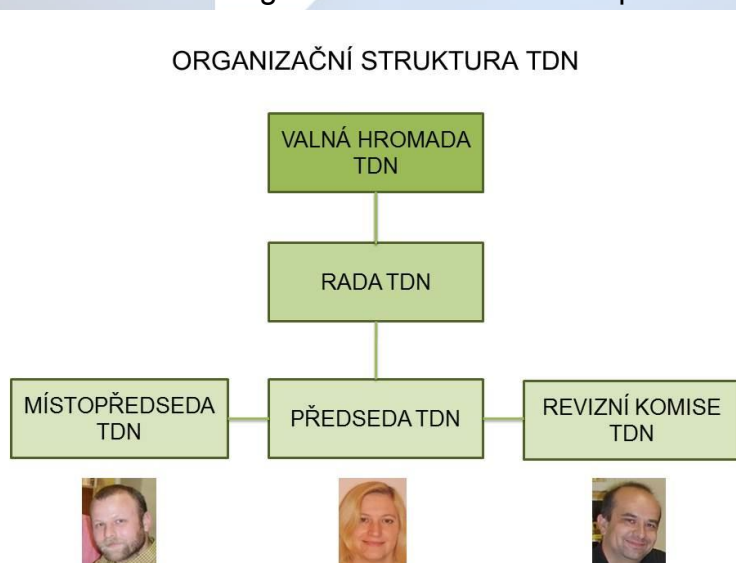 ORGANIZAČNÍ STRUKTURA TDN
VALNÁ HROMADA
TDN
RADA TDN
MÍSTOPŘEDSEDA
TDN
PŘEDSEDA TDN
REVIZNÍ KOMISE
TDN